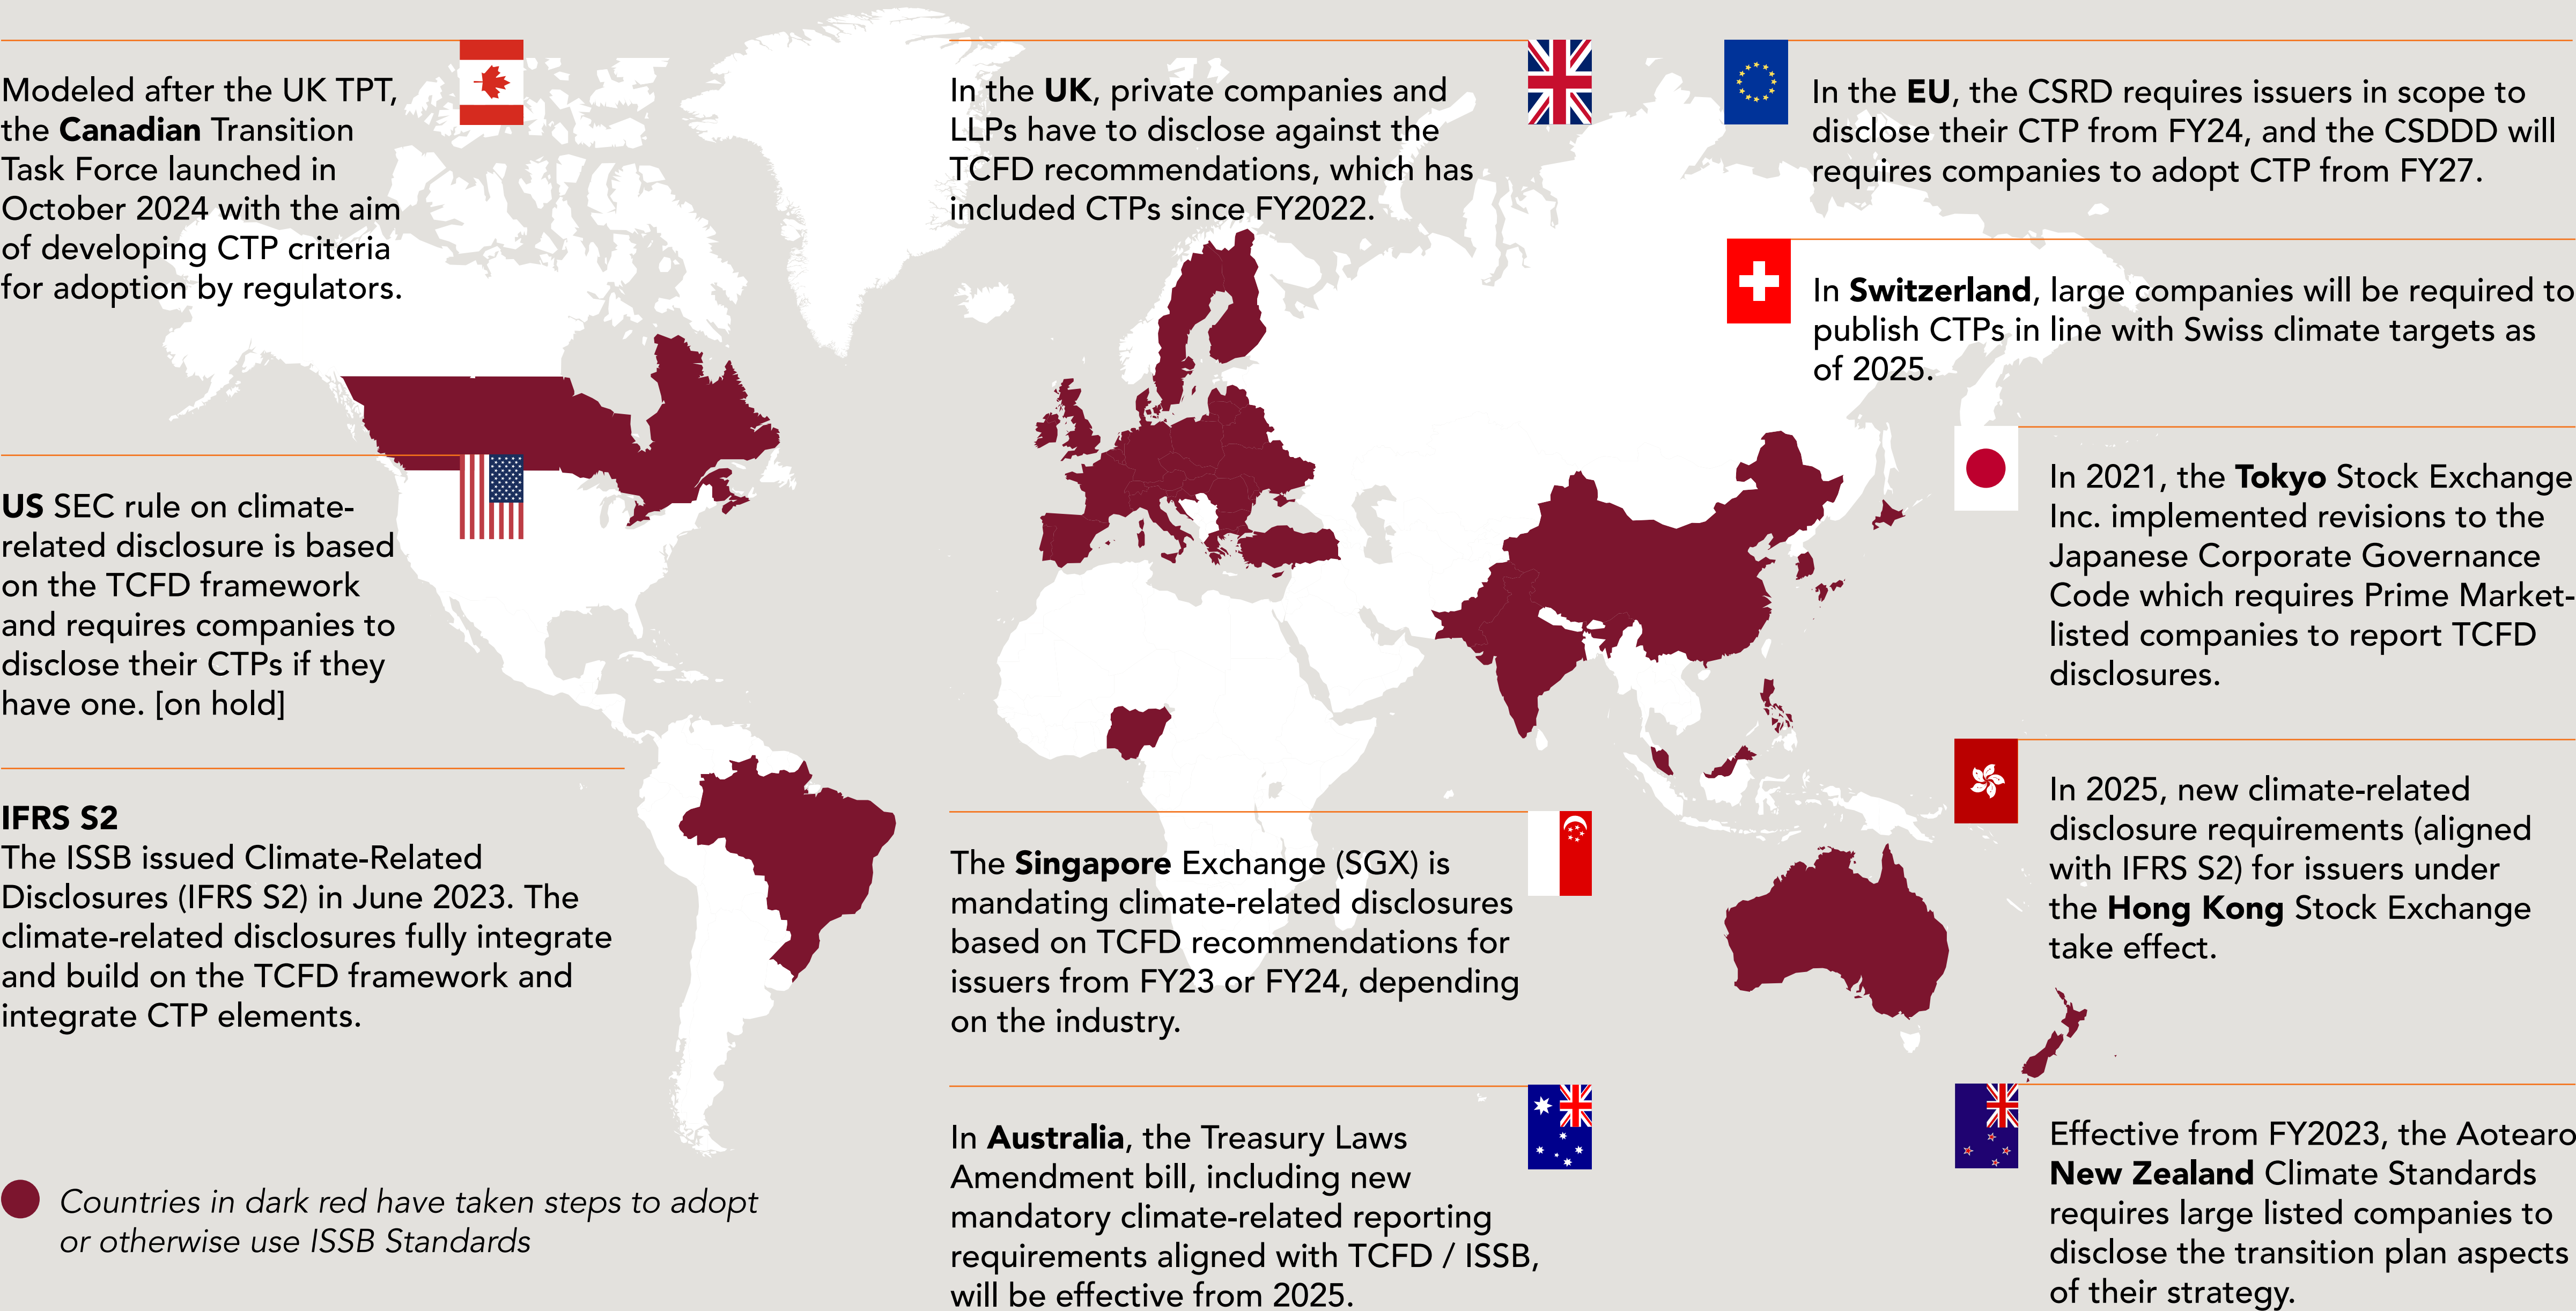 Modeled after the UK TPT,
the Canadian Transition
Task Force launched in
October 2024 with the aim
of developing CTP criteria
for adoption by regulators.
US SEC rule on climate-
related disclosure is based
on the TCFD framework
and requires companies to
disclose their CTPs if they
have one. [on hold]
IFRS S2
The ISSB issued Climate-Related
Disclosures (IFRS S2) in June 2023. The
climate-related disclosures fully integrate
and build on the TCFD framework and
integrate CTP elements.
Countries in dark red have taken steps to adopt
or otherwise use ISSB Standards
In the UK, private companies and
LLPs have to disclose against the
TCFD recommendations, which has
included CTPs since FY2022.
The Singapore Exchange (SGX) is
mandating climate-related disclosures
based on TCFD recommendations for
issuers from FY23 or FY24, depending
on the industry.
In Australia, the Treasury Laws
Amendment bill, including new
mandatory climate-related reporting
requirements aligned with TCFD / ISSB,
will be effective from 2025.
In the EU, the CSRD requires issuers in scope to
disclose their CTP from FY24, and the CSDDD will
requires companies to adopt CTP from FY27.
In Switzerland, large companies will be required to
publish CTPs in line with Swiss climate targets as
of 2025.
In 2021, the Tokyo Stock Exchange
Inc. implemented revisions to the
Japanese Corporate Governance
Code which requires Prime Market-
listed companies to report TCFD
disclosures.
In 2025, new climate-related
disclosure requirements (aligned
with IFRS S2) for issuers under
the Hong Kong Stock Exchange
take effect.
Effective from FY2023, the Aotearo
New Zealand Climate Standards
requires large listed companies to
disclose the transition plan aspects
of their strategy.